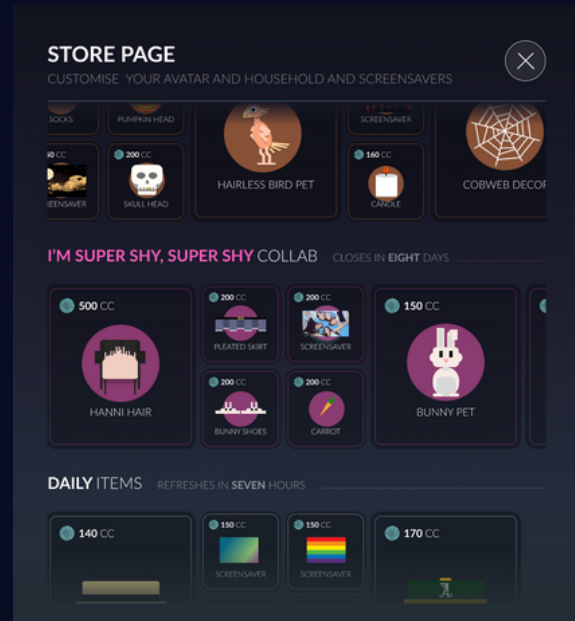 STORE PAGE
CUSTOMISE YOUR AVATAR AND HOUSEHOLD AND SCREENSAVERS
SOCKS
PUMPKIN HEAD
SCREENSAVER
200 CC
160 CC
HAIRLESS BIRD PET
COBWEB DECOR
SKULL HEAD
CANDLE
I'M SUPER SHY, SUPER SHY COLLAB CLOSES IN EIGHT DAYS
500 CC
HANNI HAIR
200 CC
PLEATED SKIRT
200 CC
SCREENSAVER
200 CC
BUNNY SHOES
200 CC
CARROT
150 CC
BUNNY PET
DAILY ITEMS REFRESHES IN SEVEN HOURS
140 CC
150 CC
SCREENSAVER
150 CC
SCREENSAVER
170 CC